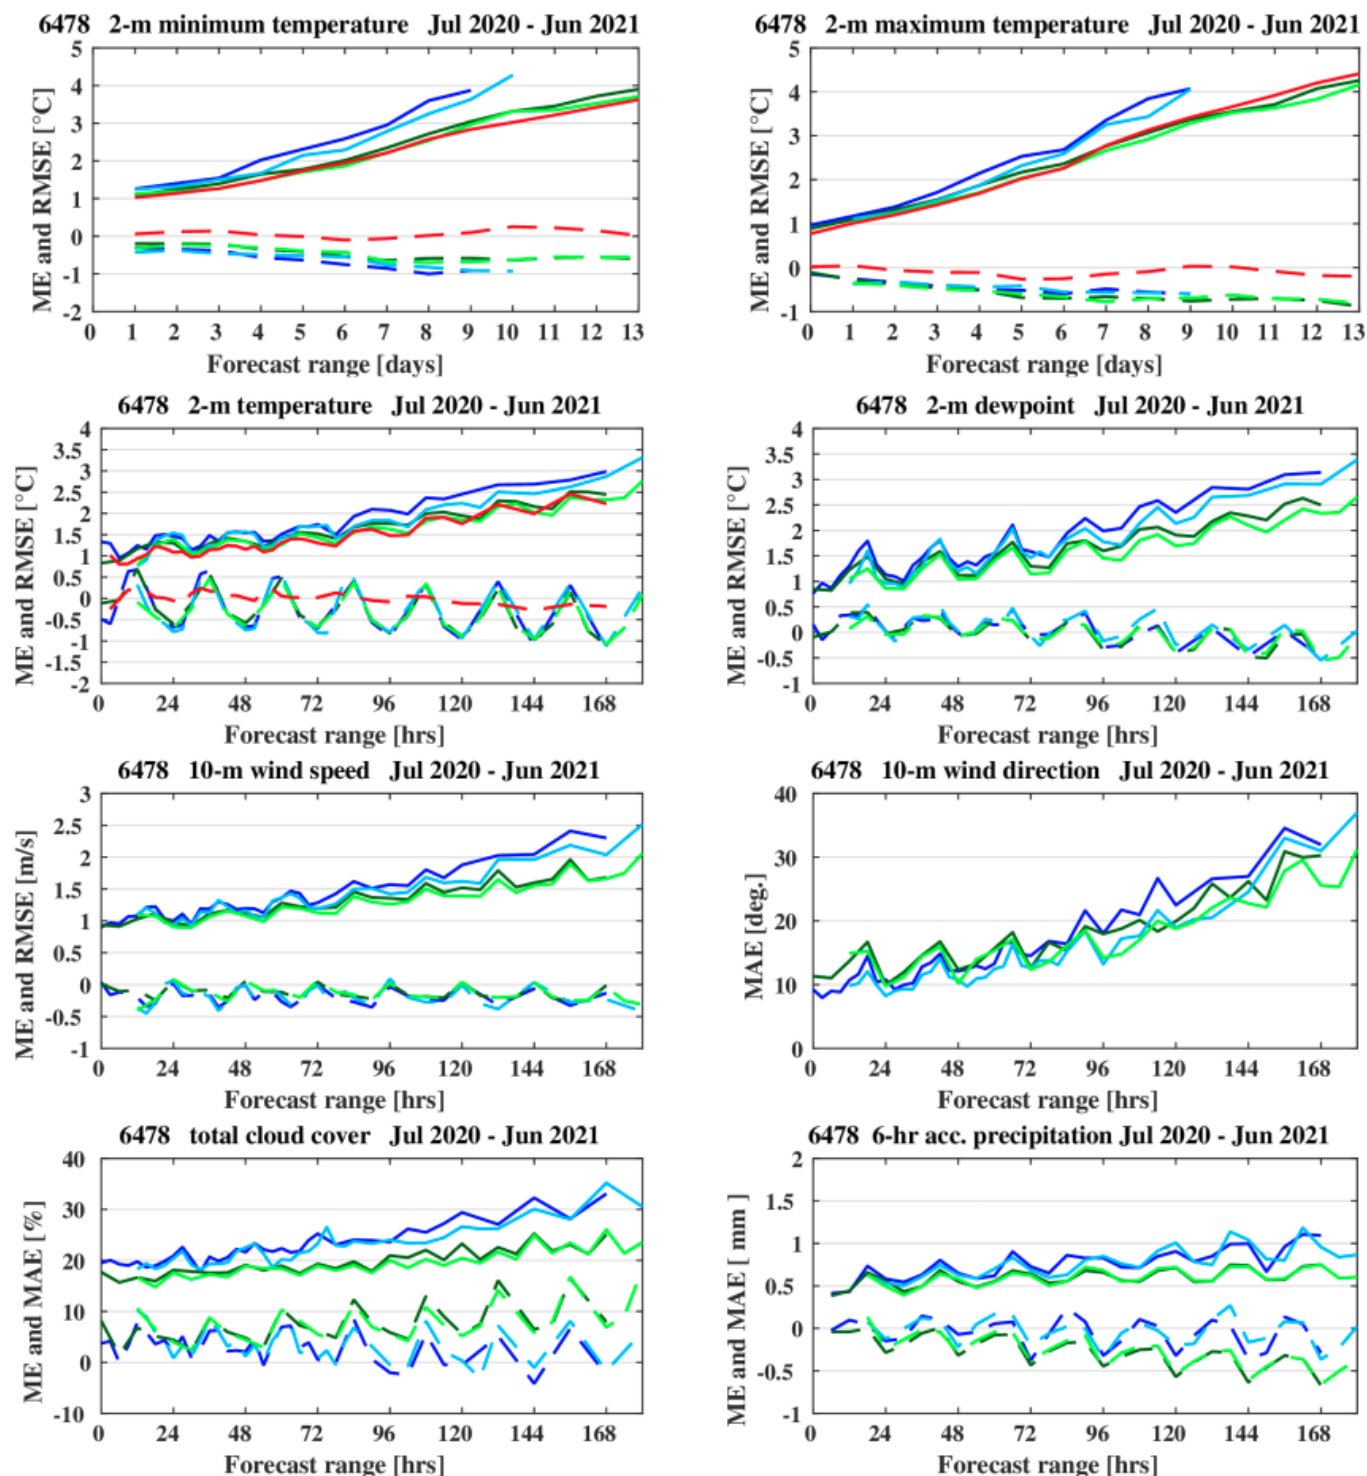 6478 2-m minimum temperature Jul 2020 - Jun 2021
5
4
3
2
1
0
-1
-2
ME and RMSE [°C]
0 1 2 3 4 5 6 7 8 9 10 11 12 13
Forecast range [days]
6478 2-m maximum temperature Jul 2020 - Jun 2021
5
4
3
2
1
0
-1
ME and RMSE [°C]
0 1 2 3 4 5 6 7 8 9 10 11 12 13
Forecast range [days]
6478 2-m temperature Jul 2020 - Jun 2021
4
3.5
3
2.5
2
1.5
1
0.5
0
-0.5
-1
-1.5
-2
ME and RMSE [°C]
0 24 48 72 96 120 144 168
Forecast range [hrs]
6478 2-m dewpoint Jul 2020 - Jun 2021
4
3.5
3
2.5
2
1.5
1
0.5
0
-0.5
-1
ME and RMSE [°C]
0 24 48 72 96 120 144 168
Forecast range [hrs]
6478 10-m wind speed Jul 2020 - Jun 2021
3
2.5
2
1.5
1
0.5
0
-0.5
-1
ME and RMSE [m/s]
0 24 48 72 96 120 144 168
Forecast range [hrs]
6478 10-m wind direction Jul 2020 - Jun 2021
40
30
20
10
0
MAE [deg.]
0 24 48 72 96 120 144 168
Forecast range [hrs]
6478 total cloud cover Jul 2020 - Jun 2021
40
30
20
10
0
-10
ME and MAE [%]
0 24 48 72 96 120 144 168
Forecast range [hrs]
6478 6-hr acc. precipitation Jul 2020 - Jun 2021
2
1.5
1
0.5
0
-0.5
-1
ME and MAE [ mm]
0 24 48 72 96 120 144 168
Forecast range [hrs]